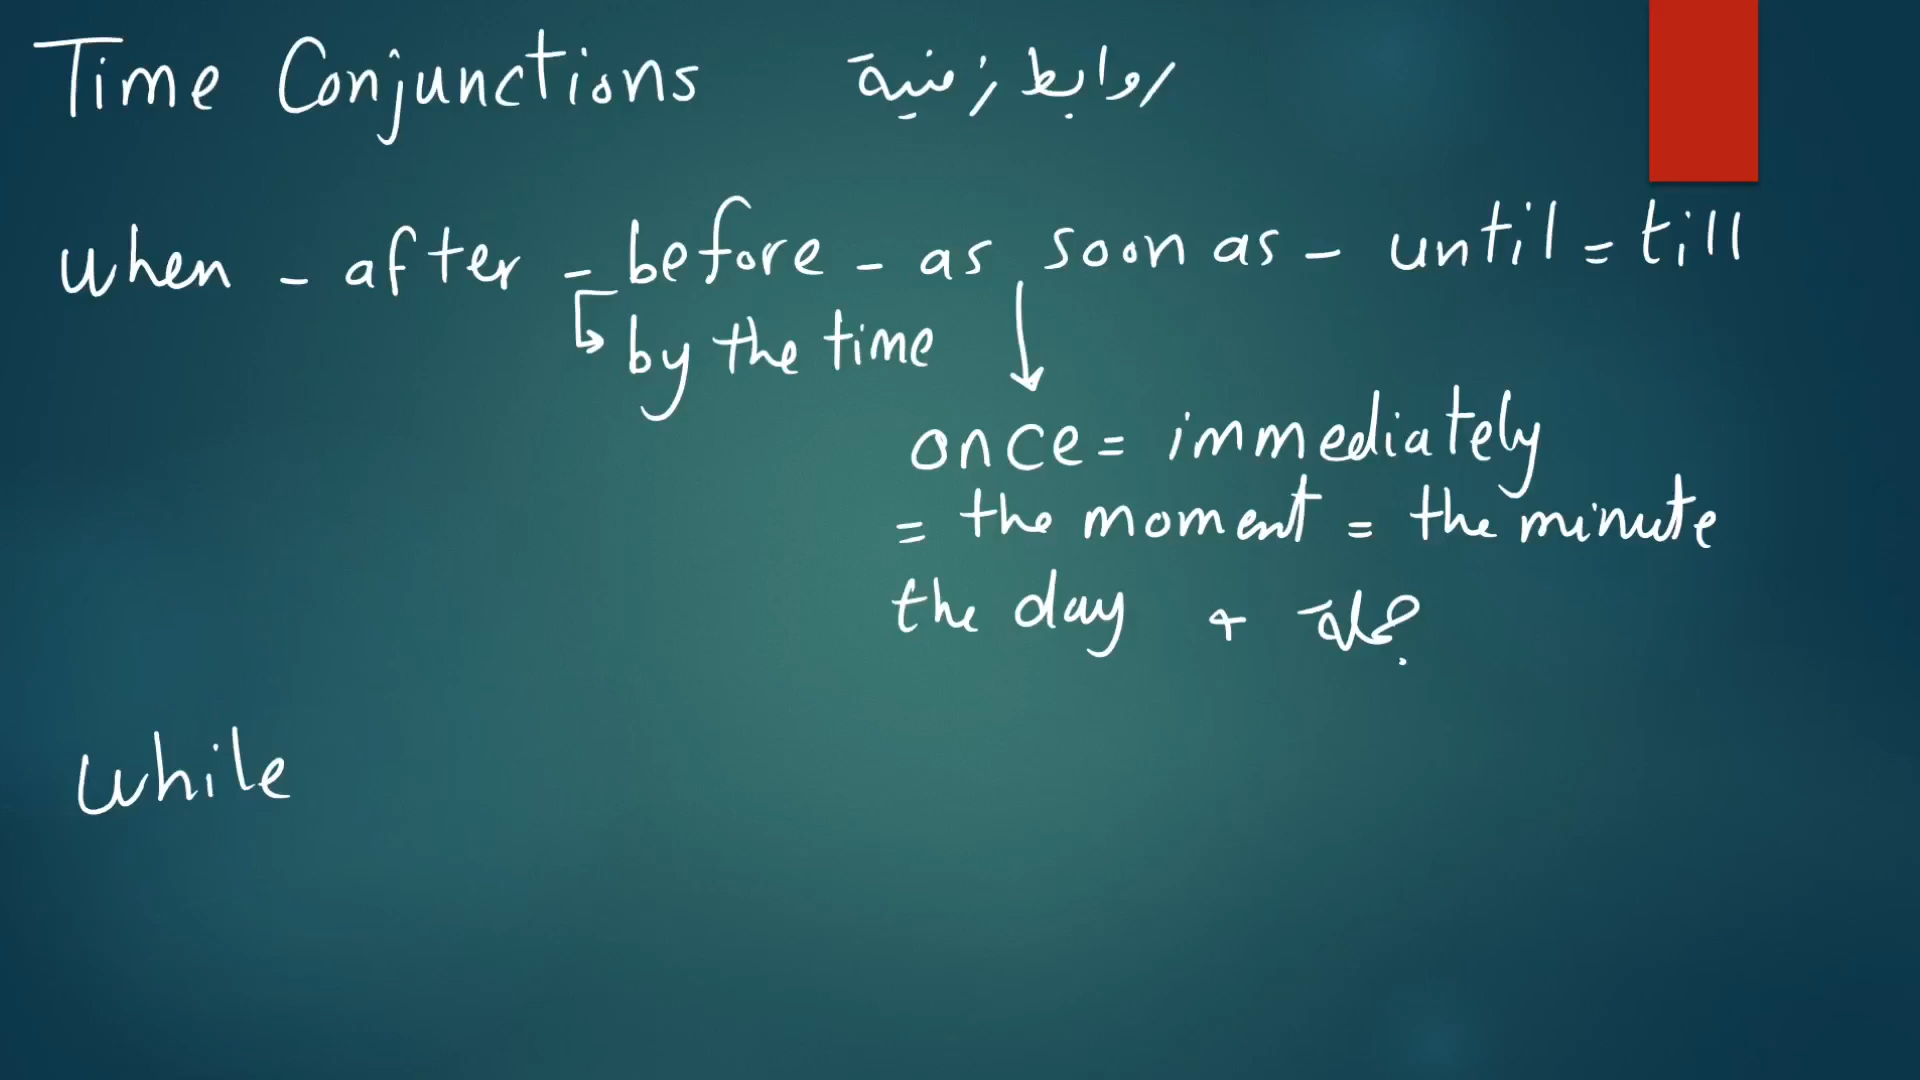 Time Conjunctions روابط زمنية
when - after - before - as soon as - until = till
by the time
once = immediately
= the moment = the minute
the day + جملة
while